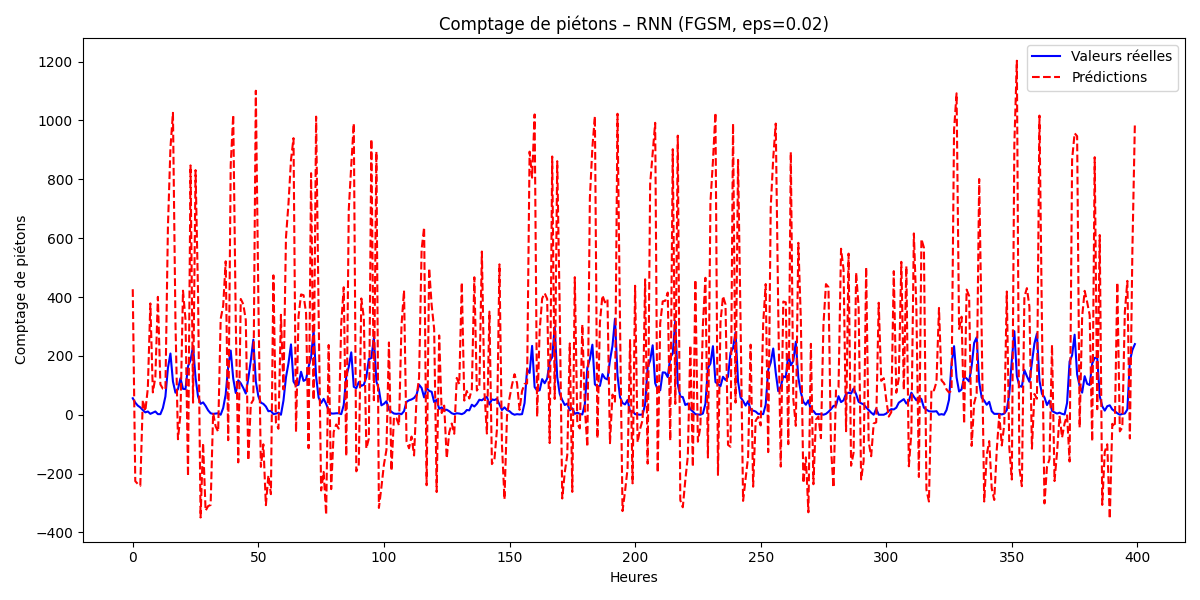 Comptage de piétons – RNN (FGSM, eps=0.02)
Valeurs réelles
Prédictions
Comptage de piétons
1200
1000
800
600
400
200
0
−200
−400
0 50 100 150 200 250 300 350 400
Heures